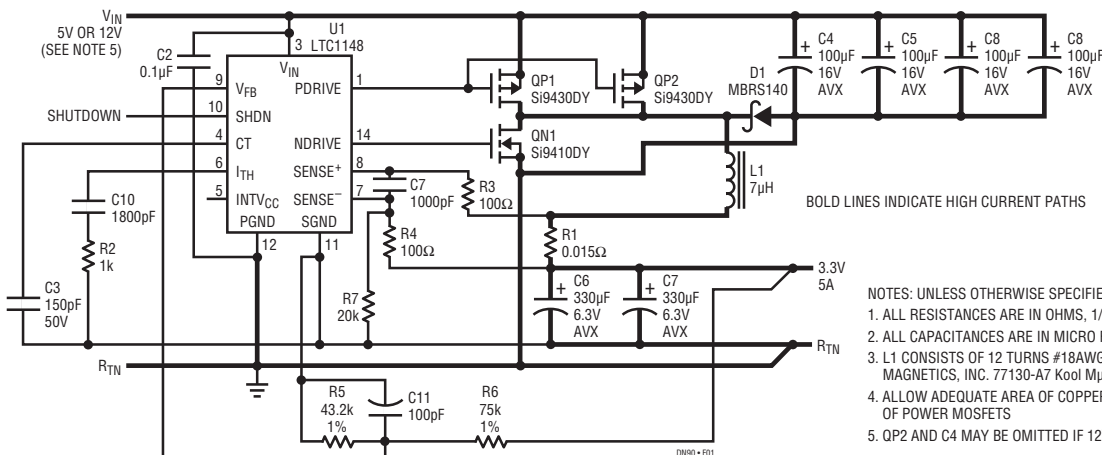 VIN
5V OR 12V
(SEE NOTE 5)
C2
0.1µF
3
U1
LTC1148
VIN
9
VFB
PDRIVE
1
SHUTDOWN
10
SHDN
4
CT
NDRIVE
14
6
ITH
SENSE+
8
5
INTVCC
SENSE−
7
PGND
SGND
12
11
C10
1800pF
R2
1k
C3
150pF
50V
QP1
Si9430DY
QP2
Si9430DY
QN1
Si9410DY
D1
MBRS140
+
C4
100µF
16V
AVX
+
C5
100µF
16V
AVX
+
C8
100µF
16V
AVX
+
C8
100µF
16V
AVX
C7
1000pF
R3
100Ω
L1
7µH
BOLD LINES INDICATE HIGH CURRENT PATHS
R4
100Ω
R1
0.015Ω
R7
20k
+
C6
330µF
6.3V
AVX
+
C7
330µF
6.3V
AVX
3.3V
5A
RTN
RTN
R5
43.2k
1%
C11
100pF
R6
75k
1%
DN90 • F01
NOTES: UNLESS OTHERWISE SPECIFIE
1. ALL RESISTANCES ARE IN OHMS, 1/
2. ALL CAPACITANCES ARE IN MICRO
3. L1 CONSISTS OF 12 TURNS #18AWG
MAGNETICS, INC. 77130-A7 Kool Mµ
4. ALLOW ADEQUATE AREA OF COPPER
OF POWER MOSFETS
5. QP2 AND C4 MAY BE OMITTED IF 12